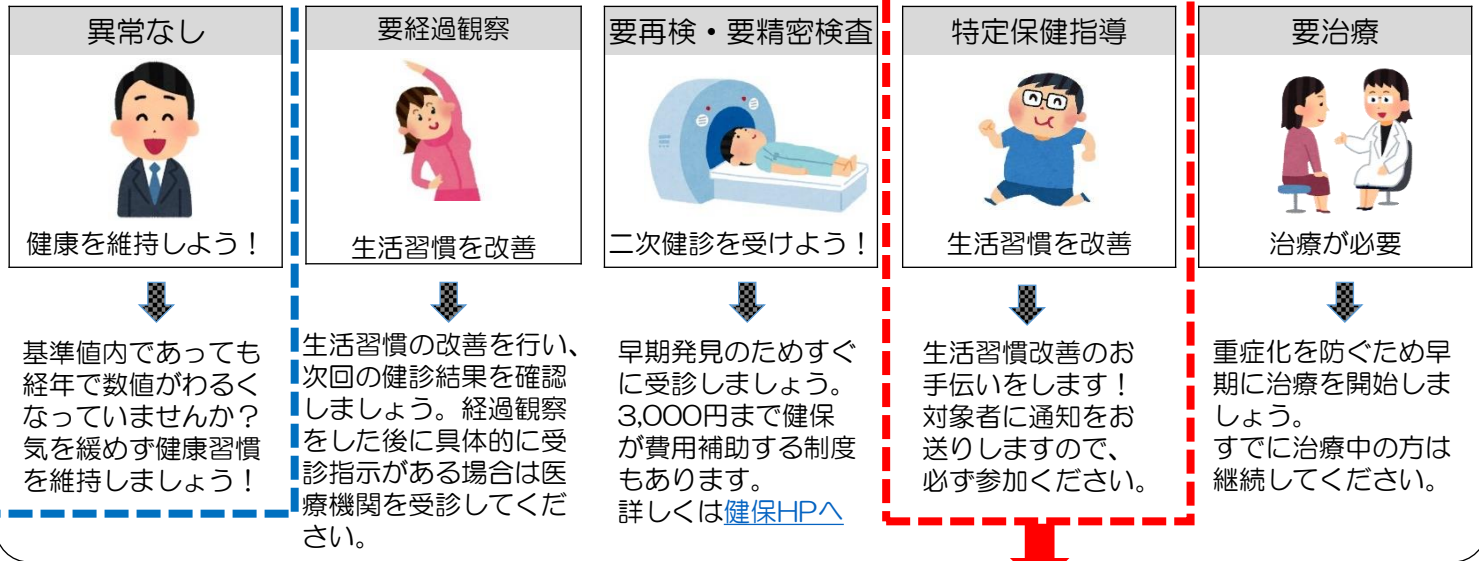 異常なし
健康を維持しよう！
基準値内であっても
経年で数値がわるく
なっていませんか？
気を緩めず健康習慣
を維持しましょう！
要経過観察
生活習慣を改善
生活習慣の改善を行い、
次回の健診結果を確認
しましょう。経過観察
をした後に具体的に受
診指示がある場合は医
療機関を受診してくだ
さい。
要再検・要精密検査
二次健診を受けよう！
早期発見のためすぐ
に受診しましょう。
3,000円まで健保
が費用補助する制度
もあります。
詳しくは健保HPへ
特定保健指導
生活習慣を改善
生活習慣改善のお
手伝いをします！
対象者に通知をお
送りしますので、
必ず参加ください。
要治療
治療が必要
重症化を防ぐため早
期に治療を開始しま
しょう。
すでに治療中の方は
継続してください。